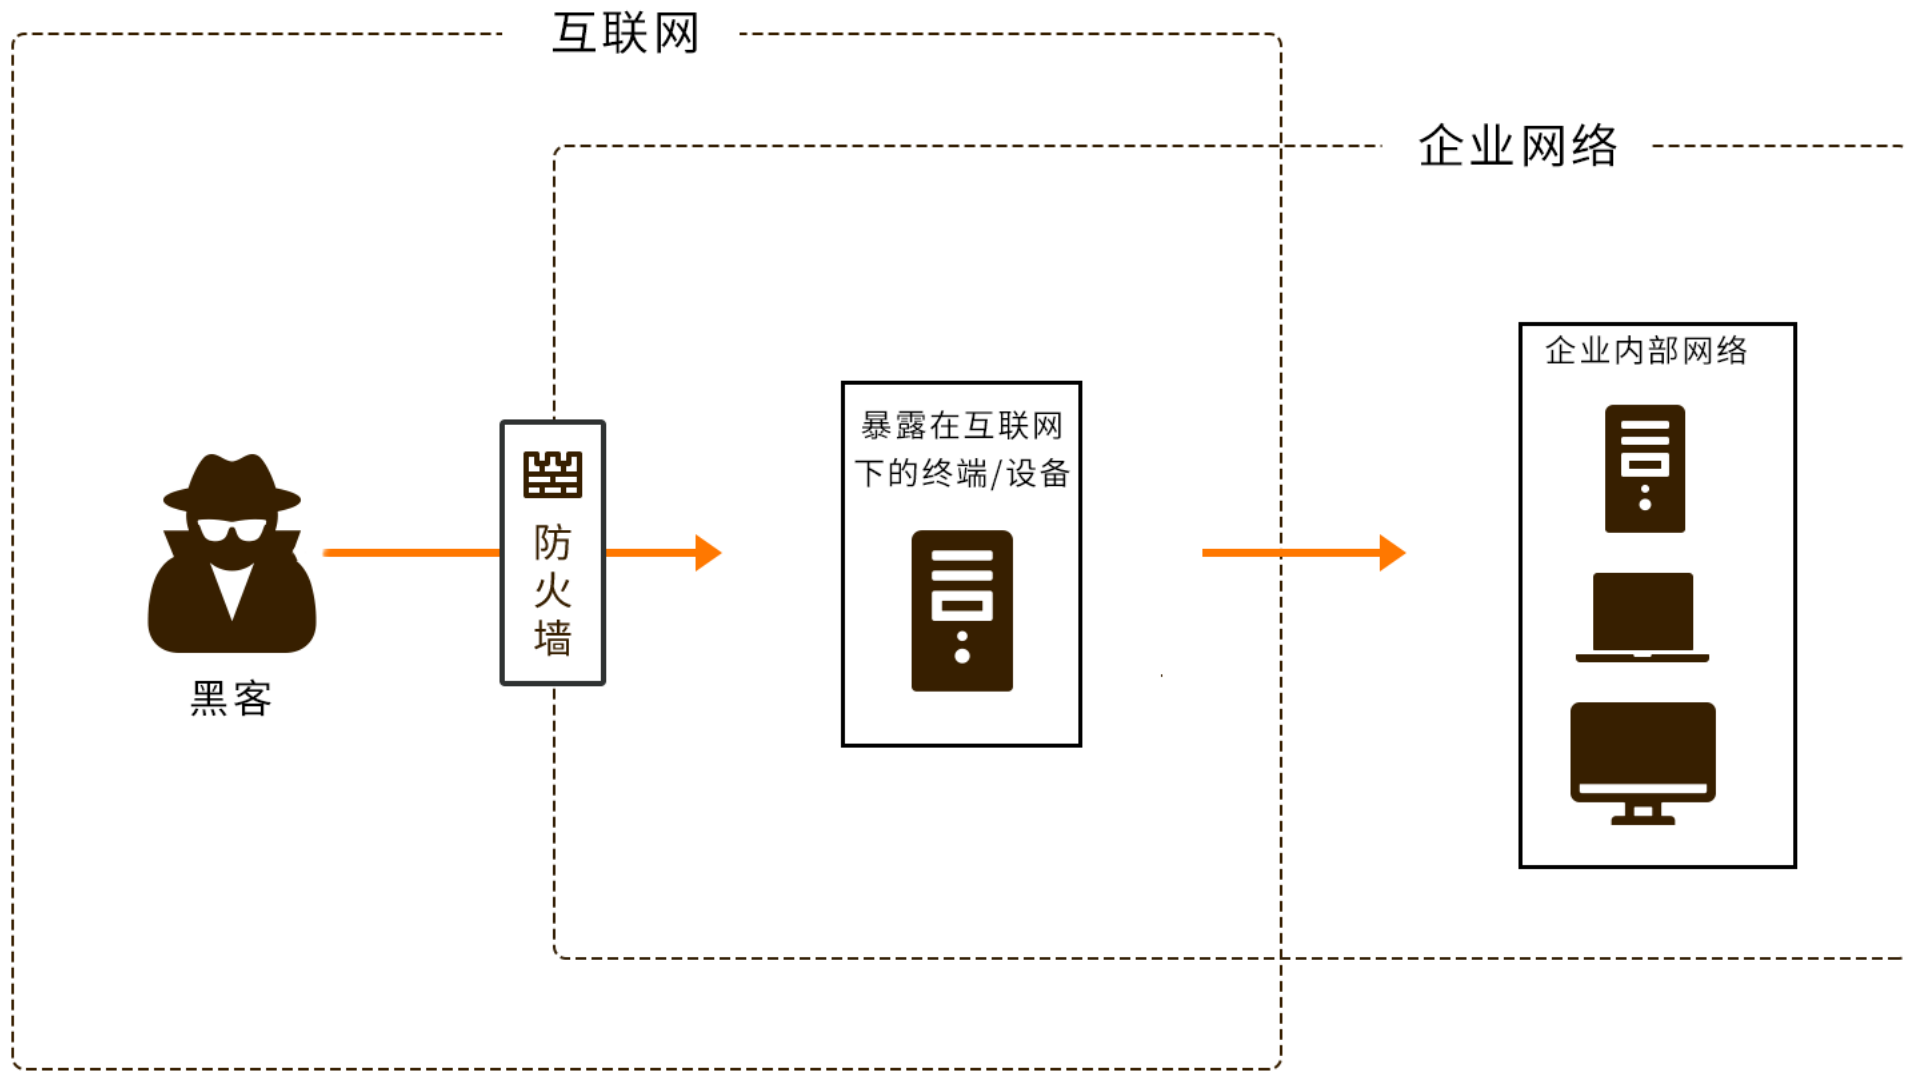 互联网
企业网络
企业内部网络
暴露在互联网
下的终端/设备
防
火
墙
黑客